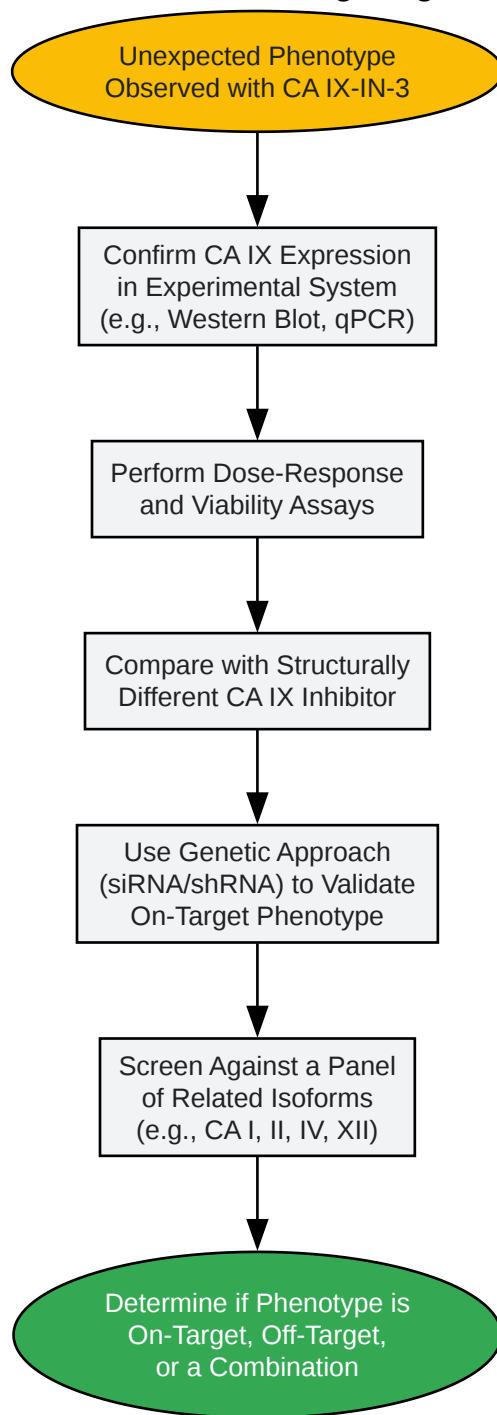 Unexpected Phenotype
Observed with CA IX-IN-3
Confirm CA IX Expression
in Experimental System
(e.g., Western Blot, qPCR)
Perform Dose-Response
and Viability Assays
Compare with Structurally
Different CA IX Inhibitor
Use Genetic Approach
(siRNA/shRNA) to Validate
On-Target Phenotype
Screen Against a Panel
of Related Isoforms
(e.g., CA I, II, IV, XII)
Determine if Phenotype is
On-Target, Off-Target,
or a Combination